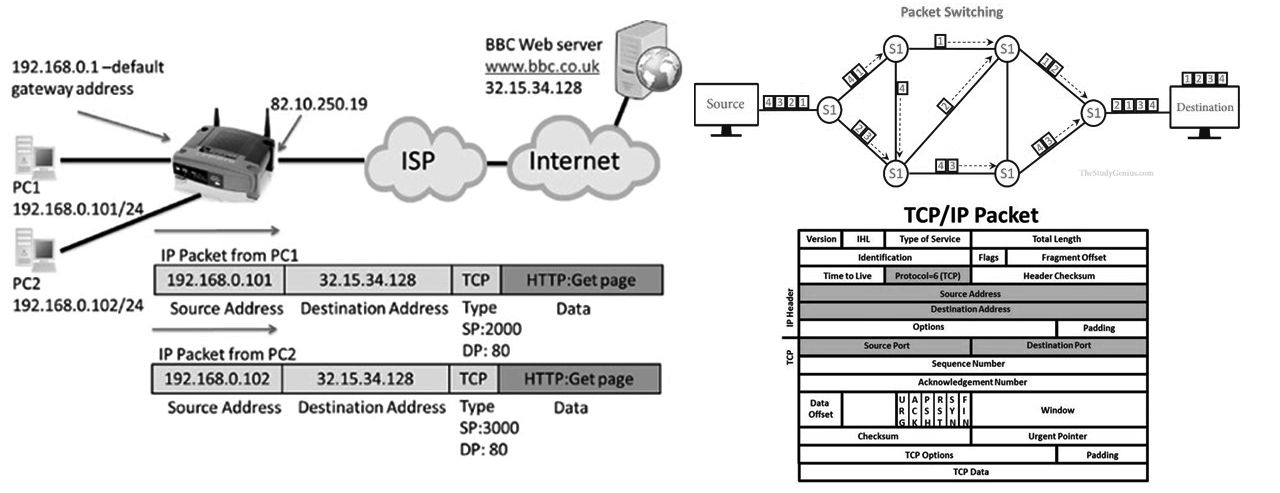 192.168.0.1 –default
gateway address
82.10.250.19
BBC Web server
www.bbc.co.uk
32.15.34.128
ISP
Internet
PC1
192.168.0.101/24
PC2
192.168.0.102/24
IP Packet from PC1
192.168.0.101 32.15.34.128 TCP HTTP:Get page
Source Address Destination Address Type Data
SP:2000
DP: 80
IP Packet from PC2
192.168.0.102 32.15.34.128 TCP HTTP:Get page
Source Address Destination Address Type Data
SP:3000
DP: 80
Packet Switching
Source
4 3 2 1
S1
4 1
S1
1
S1
1 2
4
2
2 3
S1
4 3
S1
4 3
S1
2 1 3 4
1 2 3 4
Destination
TheStudyGenius.com
TCP/IP Packet
IP Header
Version IHL Type of Service Total Length
Identification Flags Fragment Offset
Time to Live Protocol=6 (TCP) Header Checksum
Source Address
Destination Address
Options Padding
TCP
Source Port Destination Port
Sequence Number
Acknowledgement Number
Data Offset URG ACK PSH RST SYN FIN Window
Checksum Urgent Pointer
TCP Options Padding
TCP Data